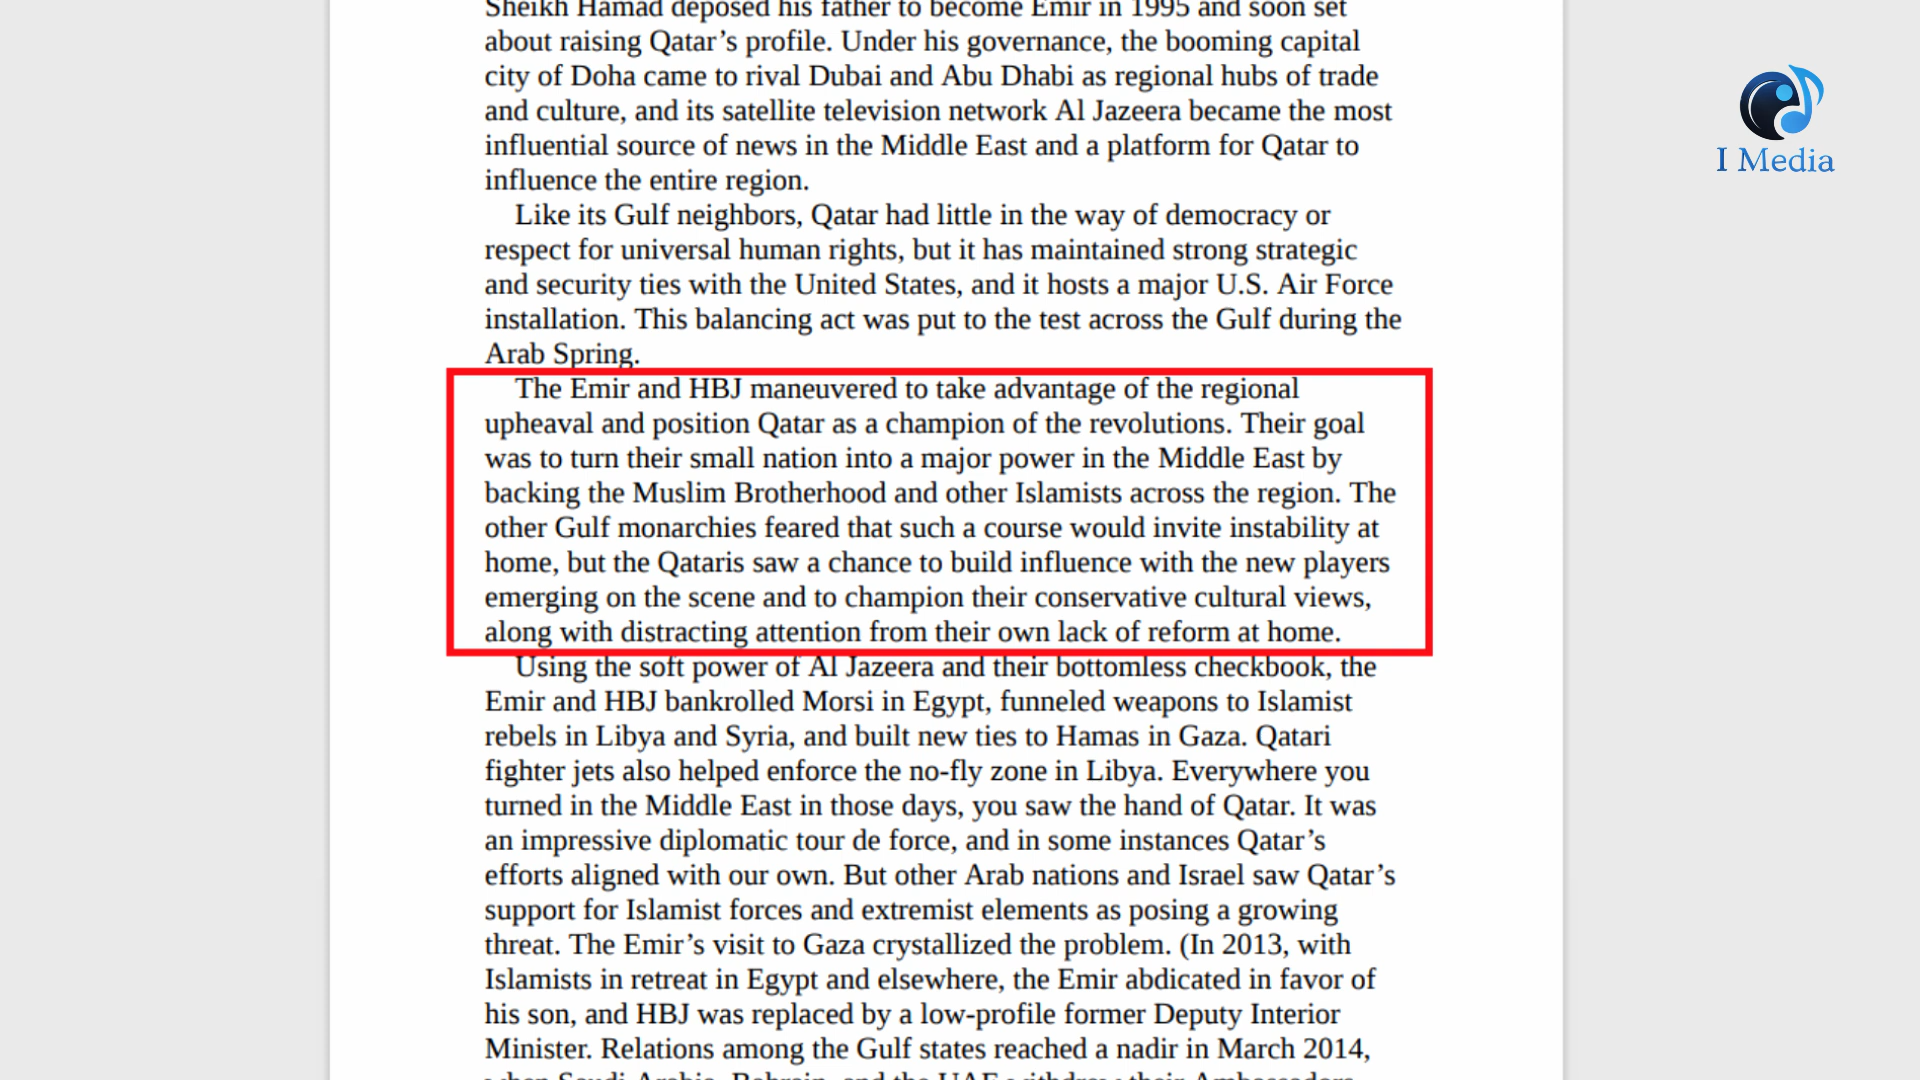 Sheikh Hamad deposed his father to become Emir in 1995 and soon set
about raising Qatar’s profile. Under his governance, the booming capital
city of Doha came to rival Dubai and Abu Dhabi as regional hubs of trade
and culture, and its satellite television network Al Jazeera became the most
influential source of news in the Middle East and a platform for Qatar to
influence the entire region.
Like its Gulf neighbors, Qatar had little in the way of democracy or
respect for universal human rights, but it has maintained strong strategic
and security ties with the United States, and it hosts a major U.S. Air Force
installation. This balancing act was put to the test across the Gulf during the
Arab Spring.
The Emir and HBJ maneuvered to take advantage of the regional
upheaval and position Qatar as a champion of the revolutions. Their goal
was to turn their small nation into a major power in the Middle East by
backing the Muslim Brotherhood and other Islamists across the region. The
other Gulf monarchies feared that such a course would invite instability at
home, but the Qataris saw a chance to build influence with the new players
emerging on the scene and to champion their conservative cultural views,
along with distracting attention from their own lack of reform at home.
Using the soft power of Al Jazeera and their bottomless checkbook, the
Emir and HBJ bankrolled Morsi in Egypt, funneled weapons to Islamist
rebels in Libya and Syria, and built new ties to Hamas in Gaza. Qatari
fighter jets also helped enforce the no-fly zone in Libya. Everywhere you
turned in the Middle East in those days, you saw the hand of Qatar. It was
an impressive diplomatic tour de force, and in some instances Qatar’s
efforts aligned with our own. But other Arab nations and Israel saw Qatar’s
support for Islamist forces and extremist elements as posing a growing
threat. The Emir’s visit to Gaza crystallized the problem. (In 2013, with
Islamists in retreat in Egypt and elsewhere, the Emir abdicated in favor of
his son, and HBJ was replaced by a low-profile former Deputy Interior
Minister. Relations among the Gulf states reached a nadir in March 2014,
when Saudi Arabia, Bahrain, and the UAE withdrew their Ambassadors
I Media